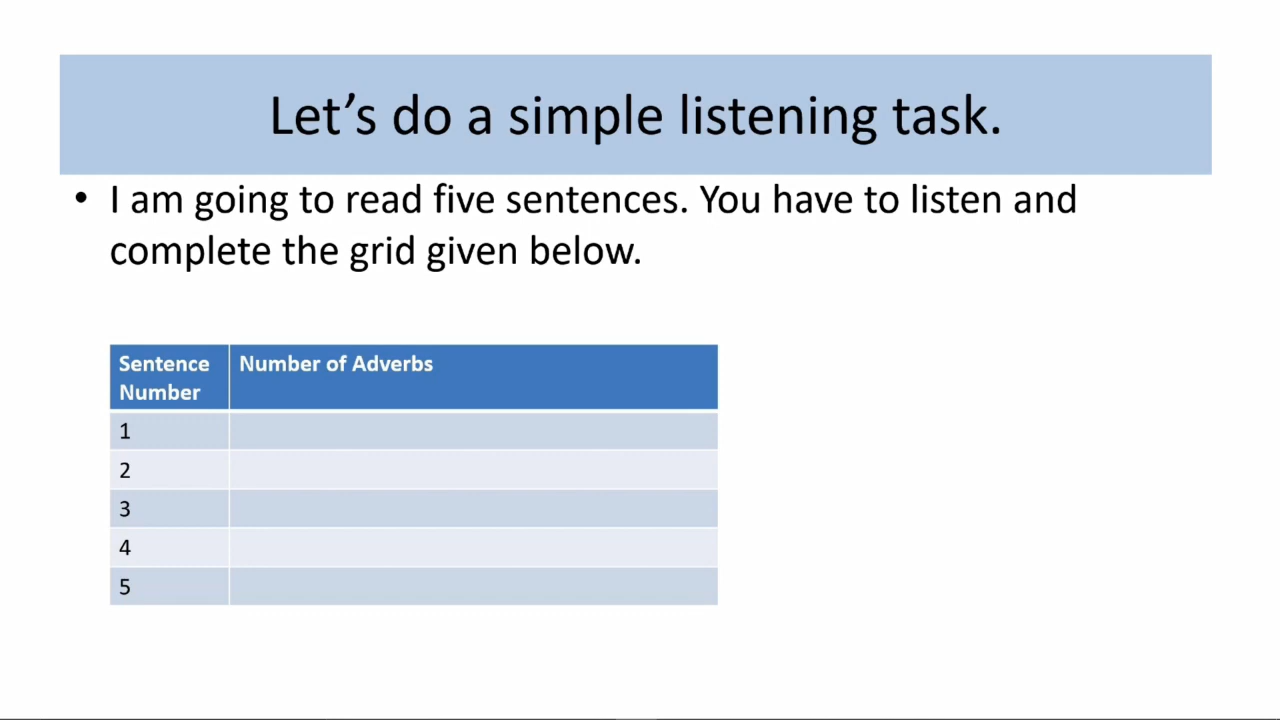 Let’s do a simple listening task.
• I am going to read five sentences. You have to listen and
complete the grid given below.
Sentence
Number
Number of Adverbs
1
2
3
4
5